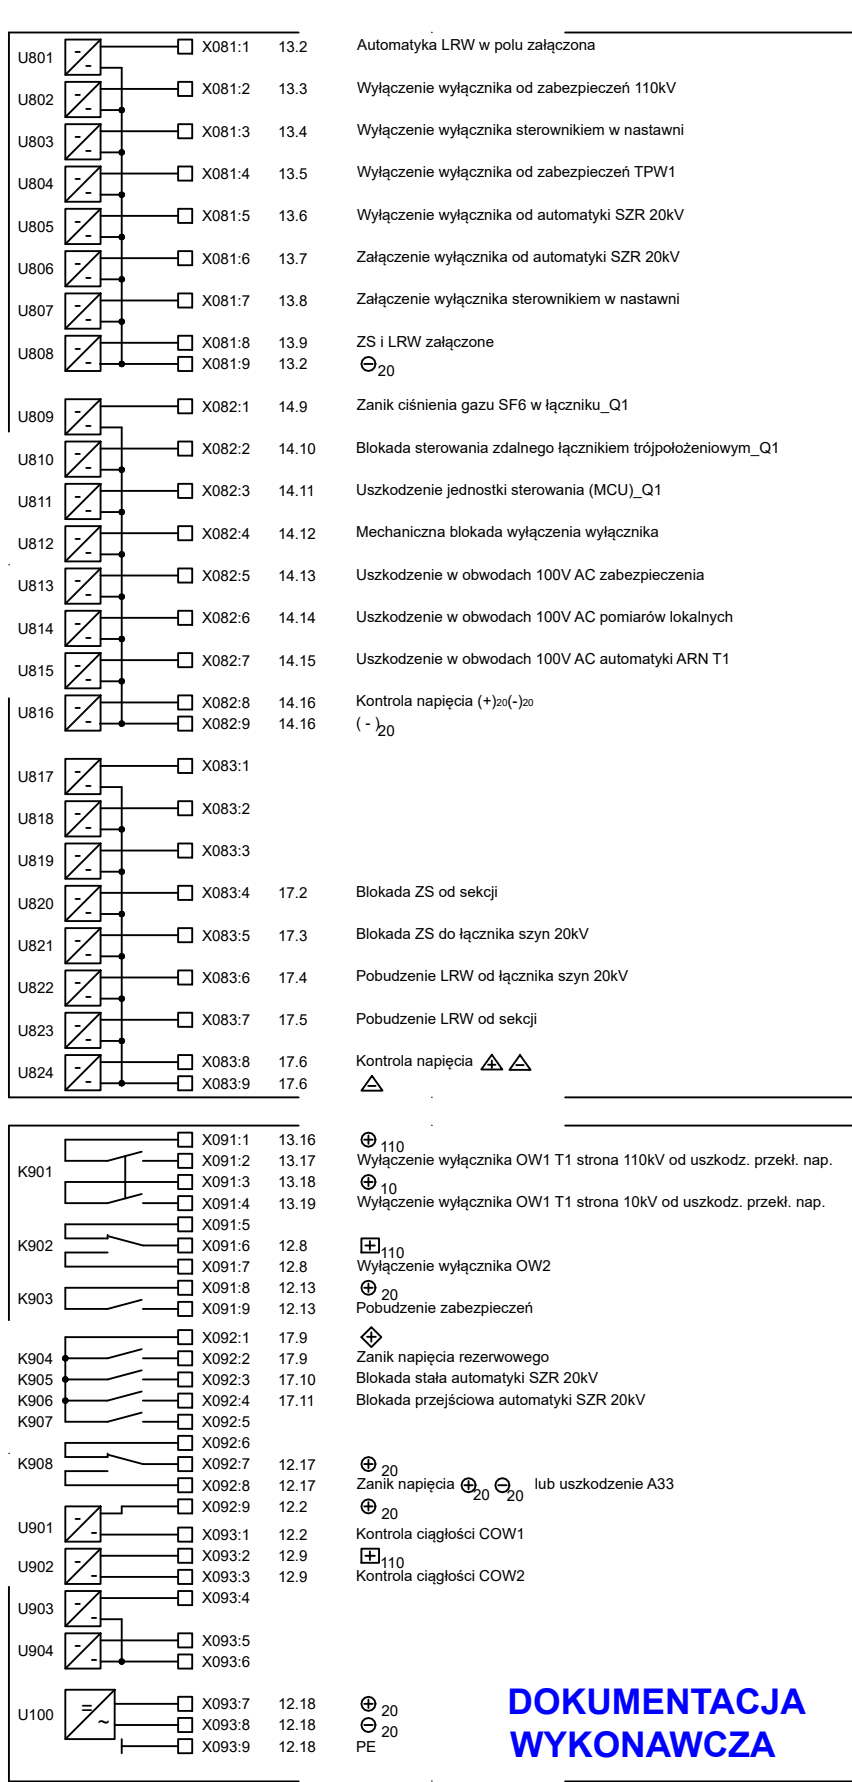 U801 X081:1 13.2 Automatyka LRW w polu załączona
U802 X081:2 13.3 Wyłączenie wyłącznika od zabezpieczeń 110kV
U803 X081:3 13.4 Wyłączenie wyłącznika sterownikiem w nastawni
U804 X081:4 13.5 Wyłączenie wyłącznika od zabezpieczeń TPW1
U805 X081:5 13.6 Wyłączenie wyłącznika od automatyki SZR 20kV
U806 X081:6 13.7 Załączenie wyłącznika od automatyki SZR 20kV
U807 X081:7 13.8 Załączenie wyłącznika sterownikiem w nastawni
U808 X081:8 13.9 ZS i LRW załączone
X081:9 13.2 ⊖20
U809 X082:1 14.9 Zanik ciśnienia gazu SF6 w łączniku_Q1
U810 X082:2 14.10 Blokada sterowania zdalnego łącznikiem trójpołożeniowym_Q1
U811 X082:3 14.11 Uszkodzenie jednostki sterowania (MCU)_Q1
U812 X082:4 14.12 Mechaniczna blokada wyłączenia wyłącznika
U813 X082:5 14.13 Uszkodzenie w obwodach 100V AC zabezpieczenia
U814 X082:6 14.14 Uszkodzenie w obwodach 100V AC pomiarów lokalnych
U815 X082:7 14.15 Uszkodzenie w obwodach 100V AC automatyki ARN T1
U816 X082:8 14.16 Kontrola napięcia (+)20(-)20
X082:9 14.16 ( - )20
U817 X083:1
U818 X083:2
U819 X083:3
U820 X083:4 17.2 Blokada ZS od sekcji
U821 X083:5 17.3 Blokada ZS do łącznika szyn 20kV
U822 X083:6 17.4 Pobudzenie LRW od łącznika szyn 20kV
U823 X083:7 17.5 Pobudzenie LRW od sekcji
U824 X083:8 17.6 Kontrola napięcia + -
X083:9 17.6 -
X091:1 13.16 ⊕110
K901 X091:2 13.17 Wyłączenie wyłącznika OW1 T1 strona 110kV od uszkodz. przekł. nap.
X091:3 13.18 ⊕10
X091:4 13.19 Wyłączenie wyłącznika OW1 T1 strona 10kV od uszkodz. przekł. nap.
X091:5
K902 X091:6 12.8 ⊞110
X091:7 12.8 Wyłączenie wyłącznika OW2
K903 X091:8 12.13 ⊕20
X091:9 12.13 Pobudzenie zabezpieczeń
X092:1 17.9 +
K904 X092:2 17.9 Zanik napięcia rezerwowego
K905 X092:3 17.10 Blokada stała automatyki SZR 20kV
K906 X092:4 17.11 Blokada przejściowa automatyki SZR 20kV
K907 X092:5
X092:6
K908 X092:7 12.17 ⊕20
X092:8 12.17 Zanik napięcia ⊕20 ⊖20 lub uszkodzenie A33
X092:9 12.2 ⊕20
U901 X093:1 12.2 Kontrola ciągłości COW1
U902 X093:2 12.9 ⊞110
X093:3 12.9 Kontrola ciągłości COW2
U903 X093:4
U904 X093:5
X093:6
U100 X093:7 12.18 ⊕20
X093:8 12.18 ⊖20
X093:9 12.18 PE
DOKUMENTACJA
WYKONAWCZA